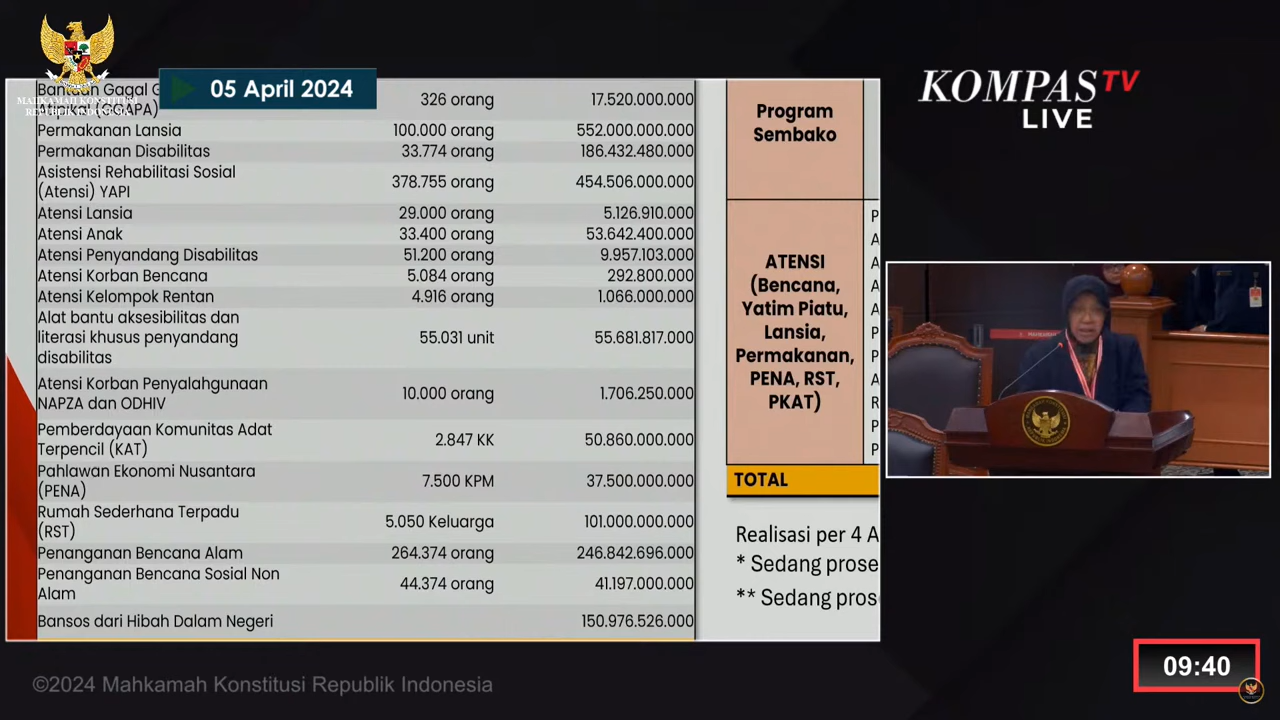 MAHKAMAH KONSTITUSI
REPUBLIK INDONESIA
05 April 2024
KOMPAS TV
LIVE
Bantuan Gagal G
Atipikal (GGAPA)
326 orang 17.520.000.000
Permakanan Lansia 100.000 orang 552.000.000.000
Permakanan Disabilitas 33.774 orang 186.432.480.000
Asistensi Rehabilitasi Sosial
(Atensi) YAPI
378.755 orang 454.506.000.000
Atensi Lansia 29.000 orang 5.126.910.000
Atensi Anak 33.400 orang 53.642.400.000
Atensi Penyandang Disabilitas 51.200 orang 9.957.103.000
Atensi Korban Bencana 5.084 orang 292.800.000
Atensi Kelompok Rentan 4.916 orang 1.066.000.000
Alat bantu aksesibilitas dan
literasi khusus penyandang
disabilitas
55.031 unit 55.681.817.000
Atensi Korban Penyalahgunaan
NAPZA dan ODHIV
10.000 orang 1.706.250.000
Pemberdayaan Komunitas Adat
Terpencil (KAT)
2.847 KK 50.860.000.000
Pahlawan Ekonomi Nusantara
(PENA)
7.500 KPM 37.500.000.000
Rumah Sederhana Terpadu
(RST)
5.050 Keluarga 101.000.000.000
Penanganan Bencana Alam 264.374 orang 246.842.696.000
Penanganan Bencana Sosial Non
Alam
44.374 orang 41.197.000.000
Bansos dari Hibah Dalam Negeri 150.976.526.000
Program
Sembako
ATENSI
(Bencana,
Yatim Piatu,
Lansia,
Permakanan,
PENA, RST,
PKAT)
P
A
A
A
A
P
P
A
R
P
P
TOTAL
Realisasi per 4 A
* Sedang prose
** Sedang pros
09:40
©2024 Mahkamah Konstitusi Republik Indonesia